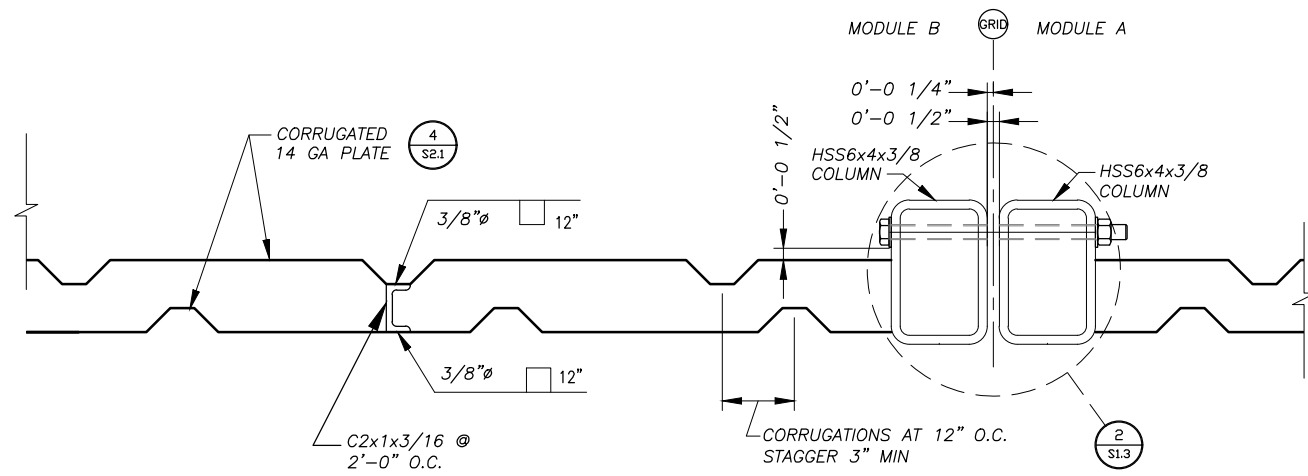 MODULE B
GRID
MODULE A
0'-0 1/4"
0'-0 1/2"
0'-0 1/2"
CORRUGATED
14 GA PLATE
4
S2.1
HSS6x4x3/8
COLUMN
HSS6x4x3/8
COLUMN
3/8"ø
12"
3/8"ø
12"
C2x1x3/16 @
2'-0" O.C.
CORRUGATIONS AT 12" O.C.
STAGGER 3" MIN
2
S1.3